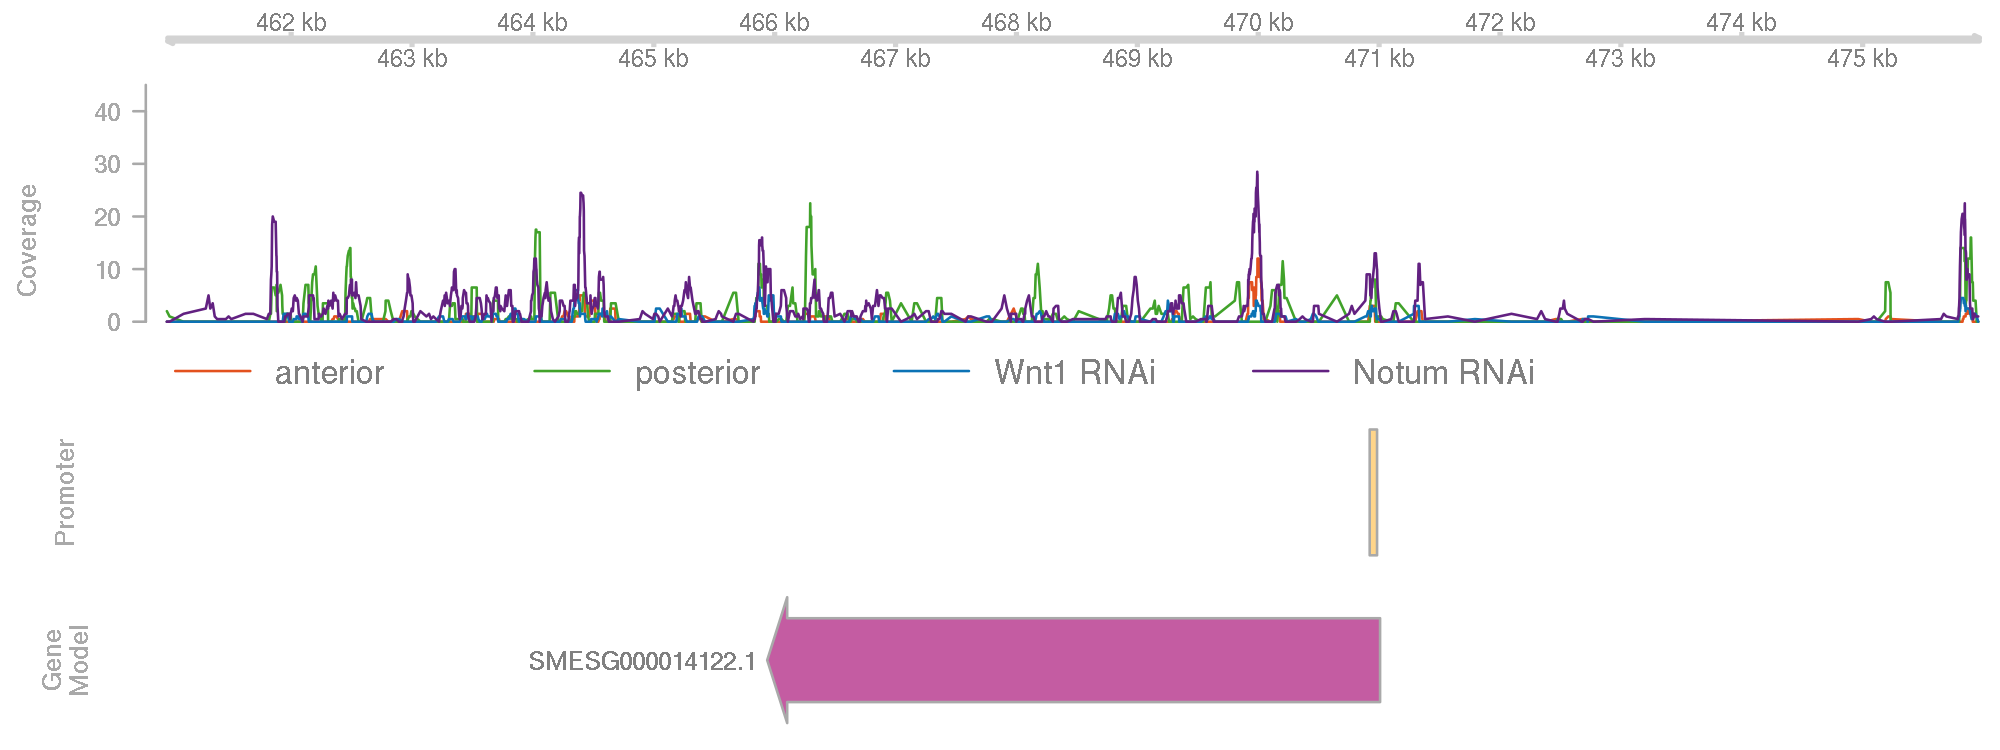 462 kb 464 kb 466 kb 468 kb 470 kb 472 kb 474 kb
463 kb 465 kb 467 kb 469 kb 471 kb 473 kb 475 kb
40
30
20
10
0
Coverage
anterior posterior Wnt1 RNAi Notum RNAi
Promoter
Gene
Model
SMESG000014122.1